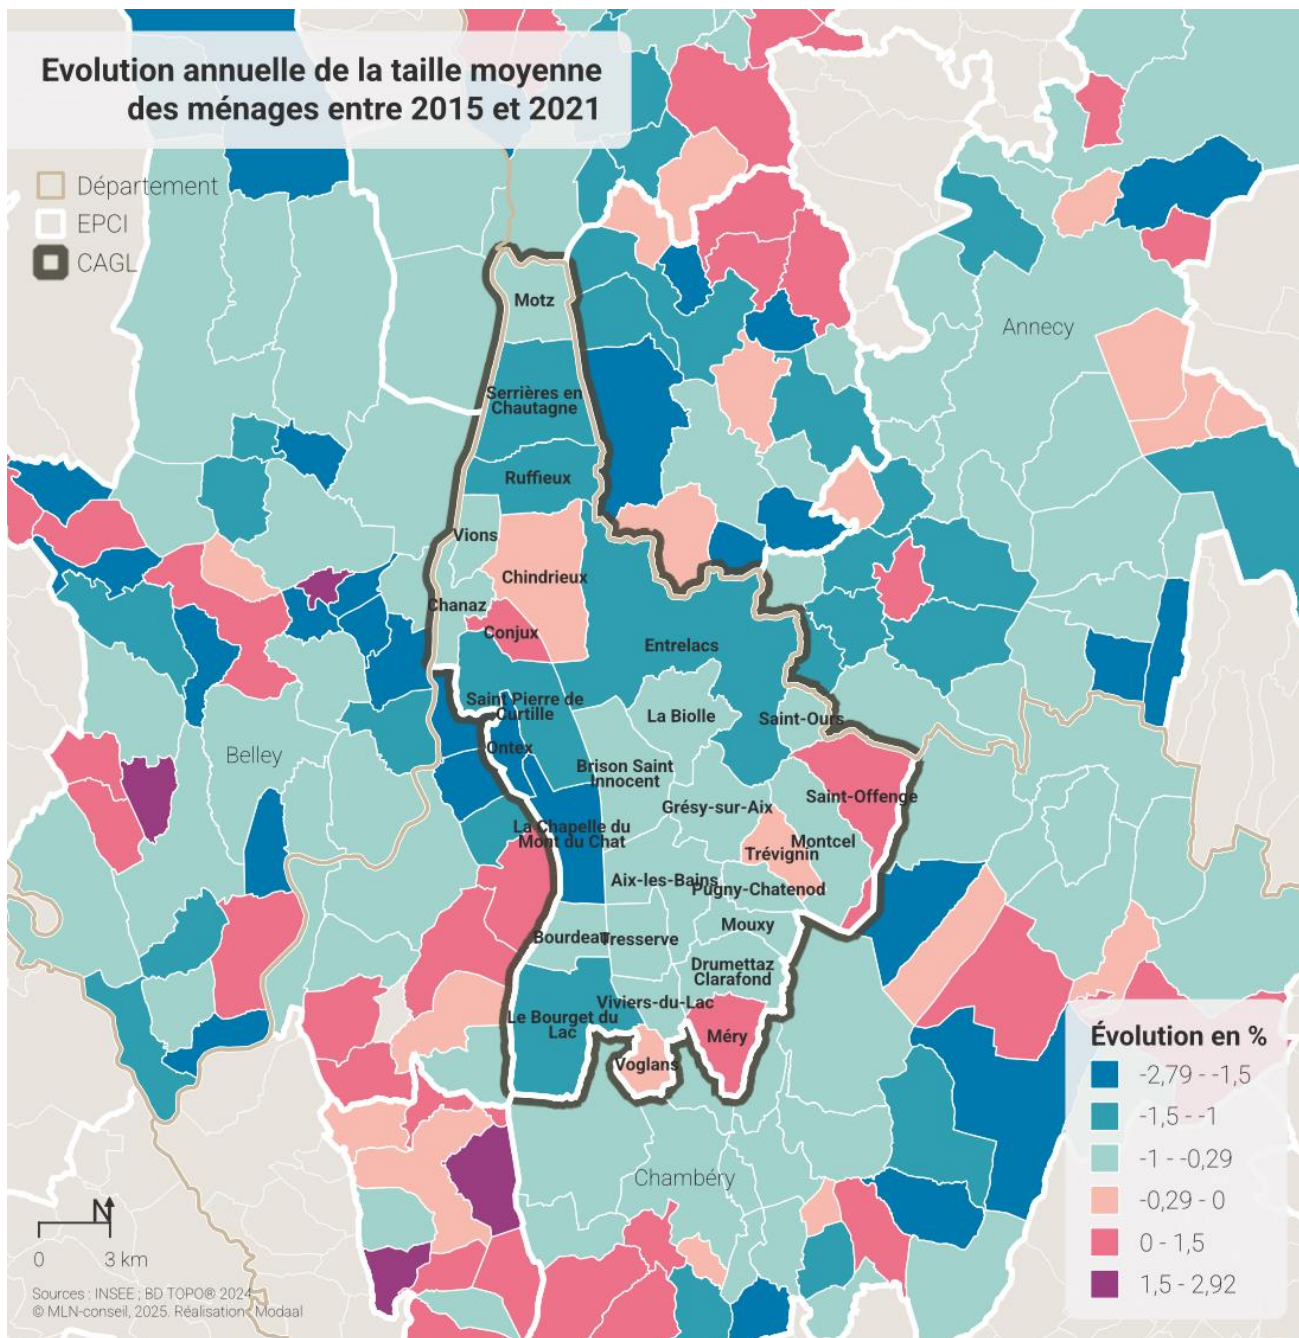 Evolution annuelle de la taille moyenne
des ménages entre 2015 et 2021
Département
EPCI
CAGL
Motz
Annecy
Serrières en
Chautagne
Ruffieux
Vions
Chindrieux
Chanaz
Conjux
Entrelacs
Saint Pierre de
Curtille
La Biolle
Saint-Ours
Ontex
Belley
Brison Saint
Innocent
Grésy-sur-Aix
Saint-Offenge
La Chapelle du
Mont du Chat
Montcel
Trévignin
Aix-les-Bains
Pugny-Chatenod
Mouxy
Bourdeau
Tresserve
Drumettaz
Clarafond
Viviers-du-Lac
Le Bourget du
Lac
Méry
Voglans
Chambéry
Évolution en %
-2,79 - -1,5
-1,5 - -1
-1 - -0,29
-0,29 - 0
0 - 1,5
1,5 - 2,92
N
0 3 km
Sources : INSEE ; BD TOPO® 2024
© MLN-conseil, 2025. Réalisation : Modaal